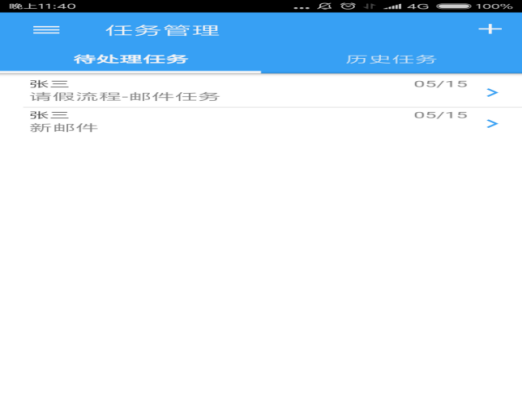 晚上11:40 ... 4G 100%
任务管理
待处理任务 历史任务
张三 05/15
请假流程-邮件任务
张三 05/15
新邮件